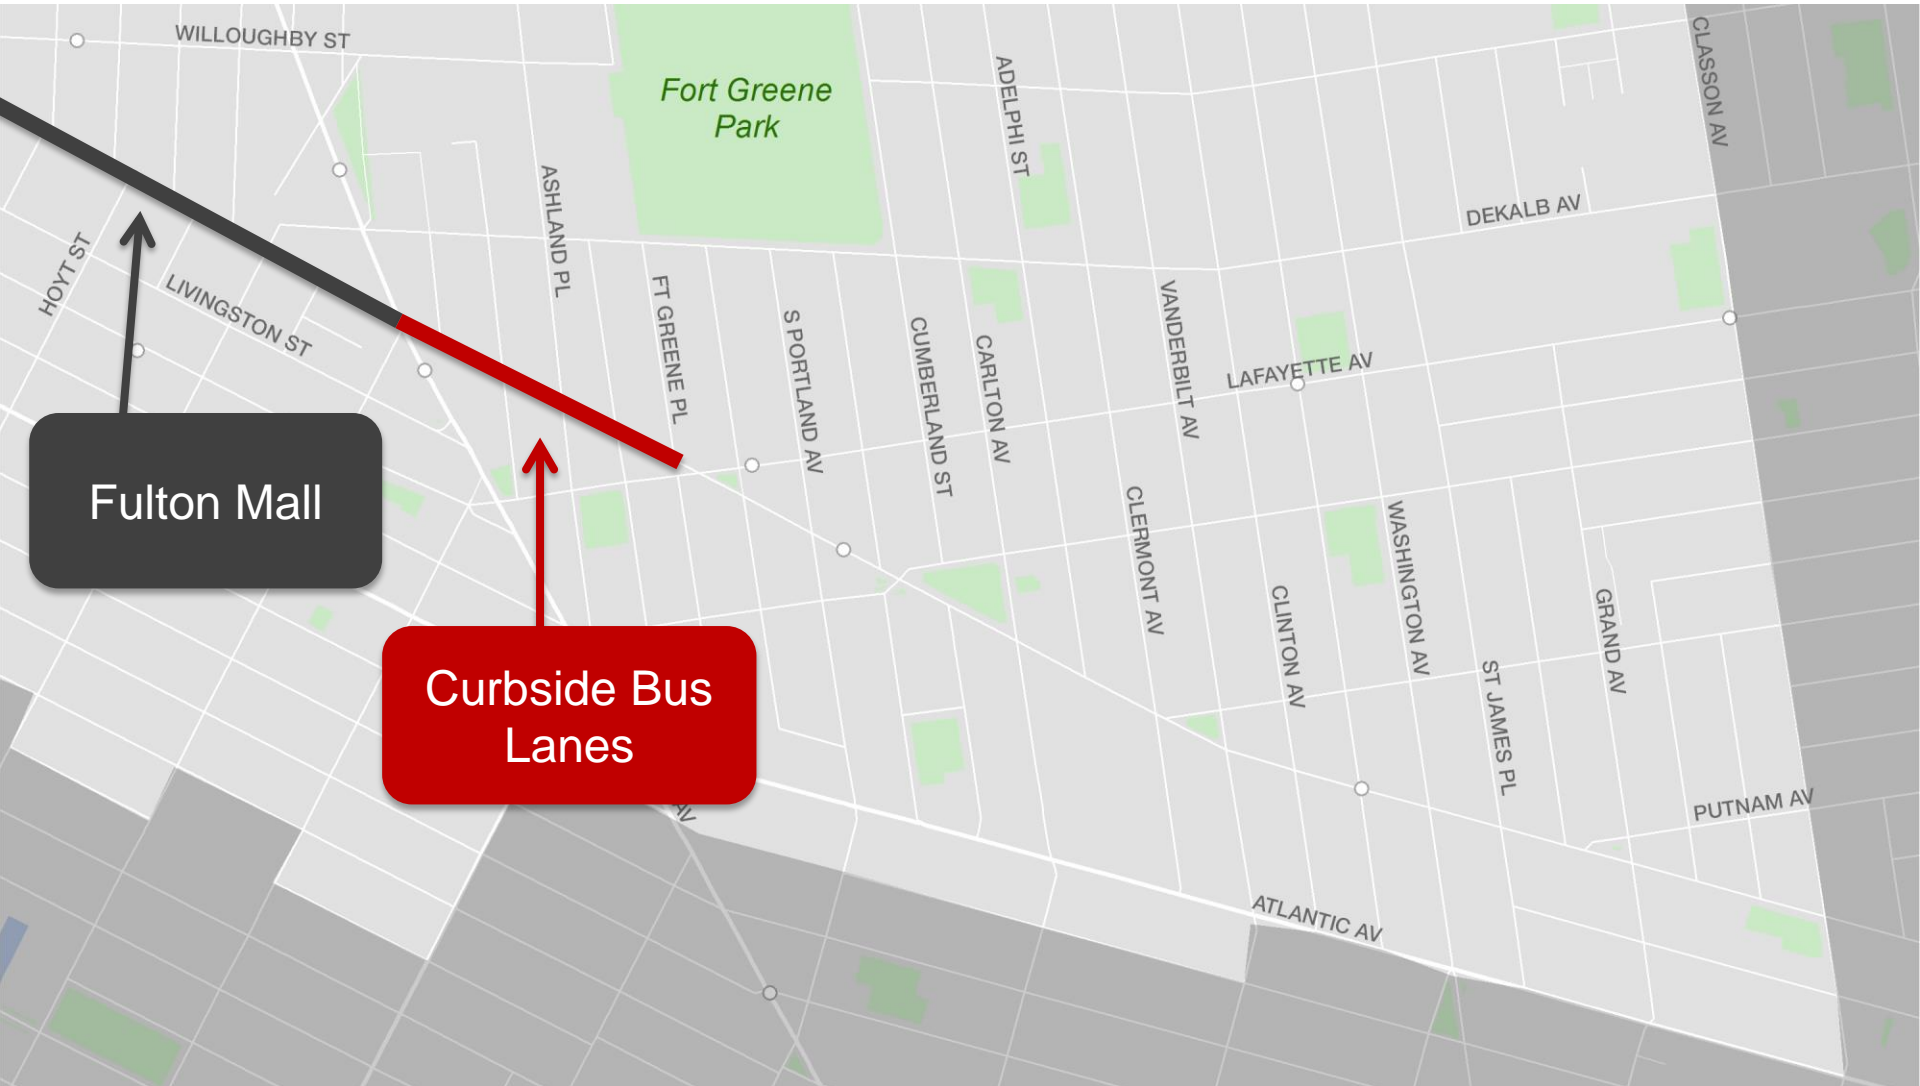 WILLOUGHBY ST
CLASSON AV
Fort Greene
Park
ADELPHI ST
ASHLAND PL
DEKALB AV
HOYT ST
LIVINGSTON ST
FT GREENE PL
S PORTLAND AV
CUMBERLAND ST
CARLTON AV
VANDERBILT AV
LAFAYETTE AV
Fulton Mall
CLERMONT AV
WASHINGTON AV
CLINTON AV
GRAND AV
ST JAMES PL
Curbside Bus
Lanes
AV
PUTNAM AV
ATLANTIC AV